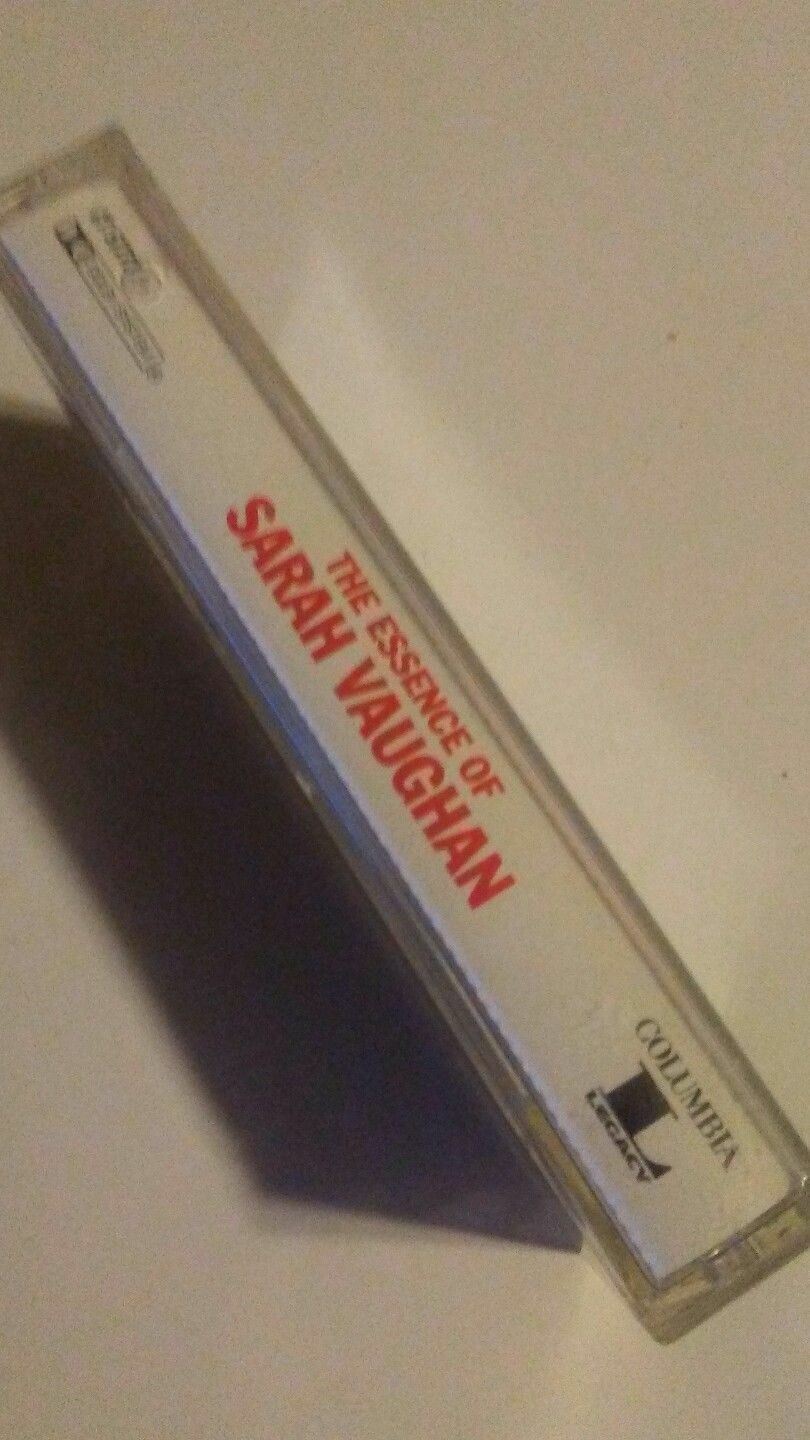 THE ESSENCE OF
SARAH VAUGHAN
COLUMBIA
L
LEGACY